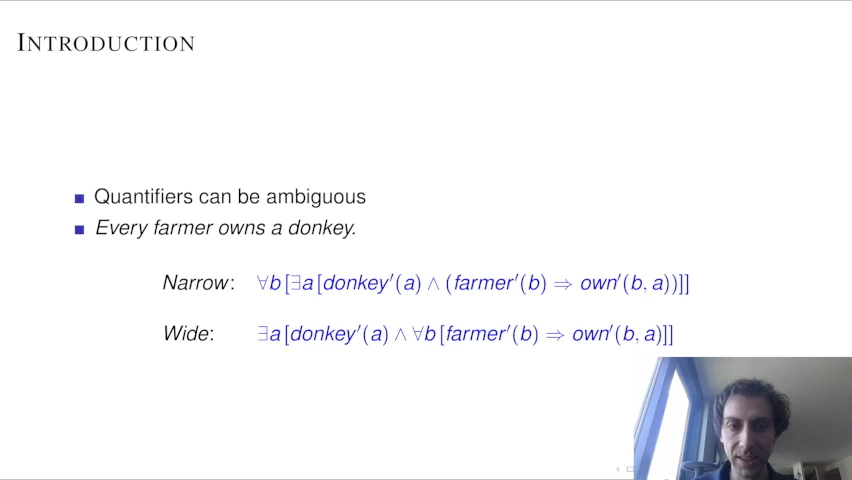 INTRODUCTION
Quantifiers can be ambiguous
Every farmer owns a donkey.
Narrow: ∀b [∃a [donkey′(a) ∧ (farmer′(b) ⇒ own′(b, a))]]
Wide: ∃a [donkey′(a) ∧ ∀b [farmer′(b) ⇒ own′(b, a)]]